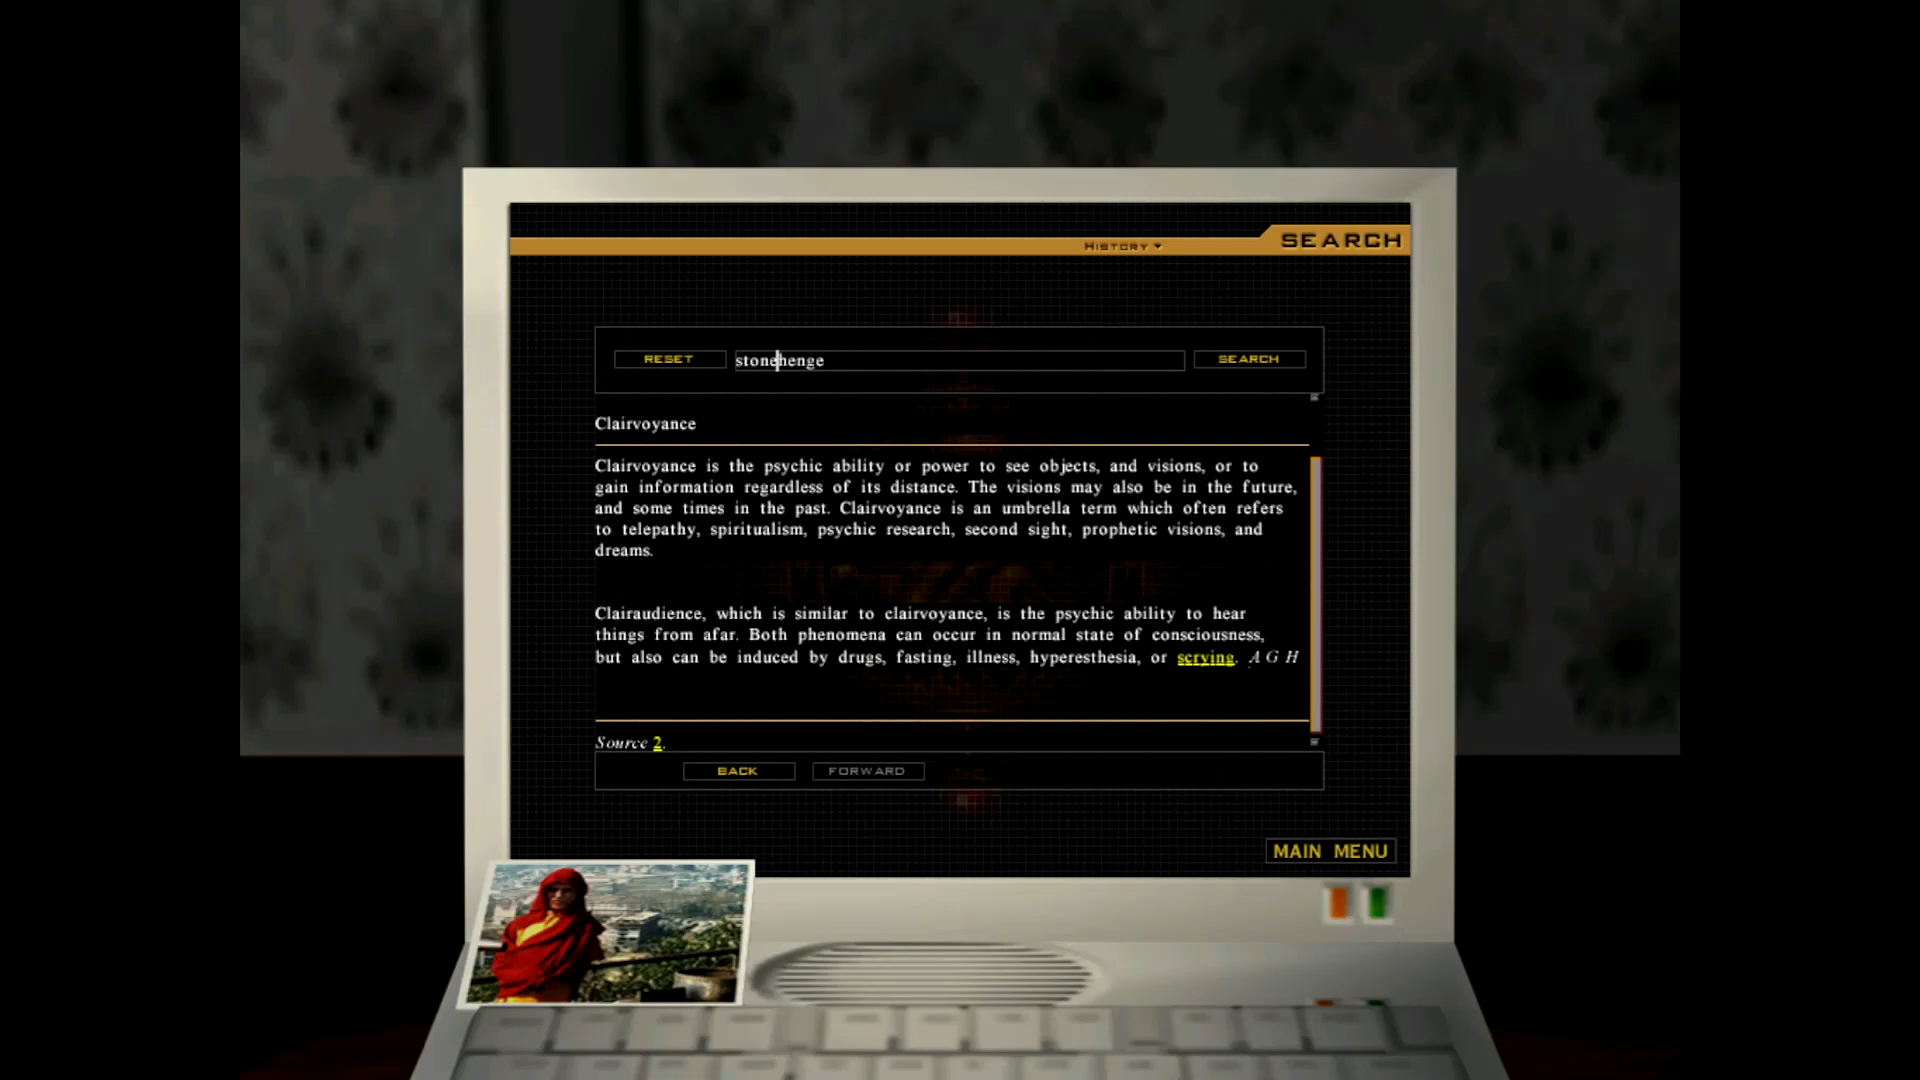 HISTORY
SEARCH
RESET
stonehenge
SEARCH
Clairvoyance
Clairvoyance is the psychic ability or power to see objects, and visions, or to
gain information regardless of its distance. The visions may also be in the future,
and some times in the past. Clairvoyance is an umbrella term which often refers
to telepathy, spiritualism, psychic research, second sight, prophetic visions, and
dreams.
Clairaudience, which is similar to clairvoyance, is the psychic ability to hear
things from afar. Both phenomena can occur in normal state of consciousness,
but also can be induced by drugs, fasting, illness, hyperesthesia, or scrying. A G H
Source 2.
BACK
FORWARD
MAIN MENU